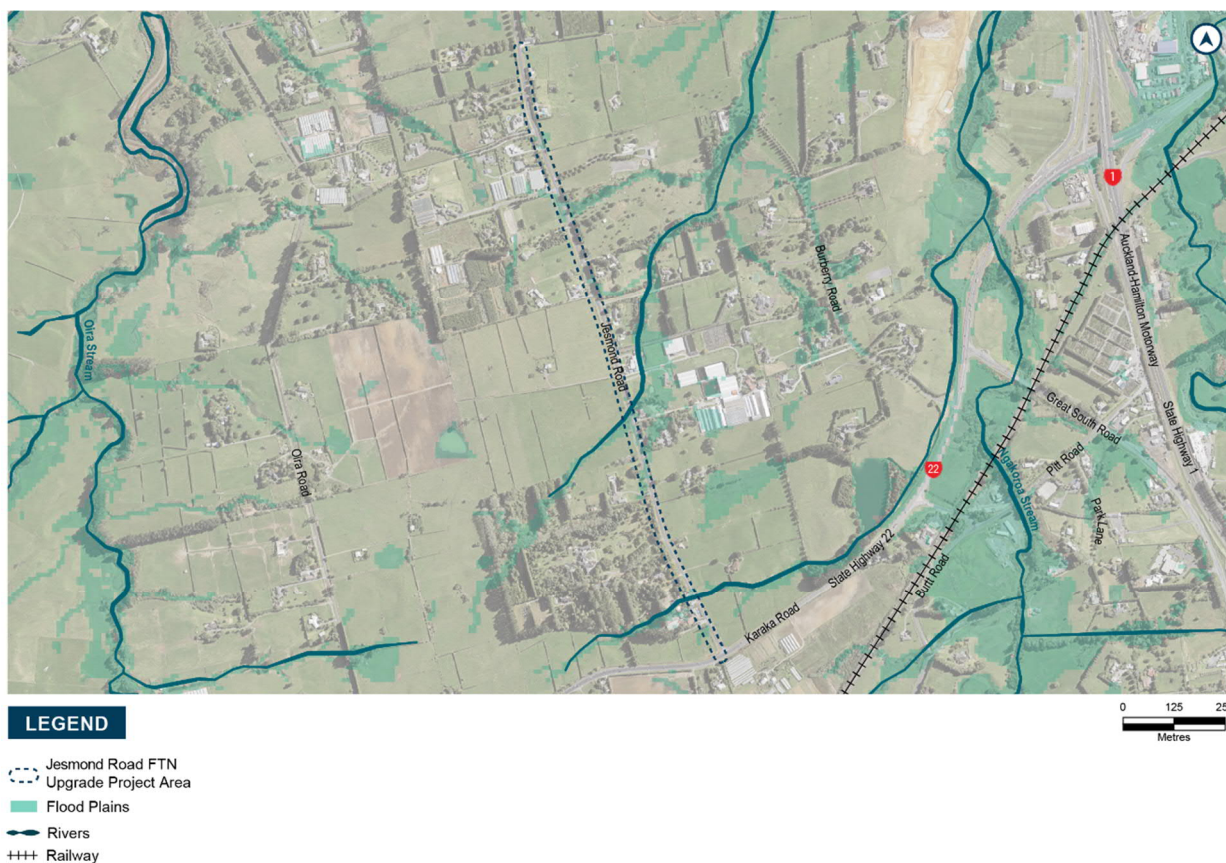 1
Auckland-Hamilton Motorway
Burberry Road
Oira Stream
Jesmond Road
Great South Road
State Highway 1
Oira Road
22
Pitt Road
Ngakoroa Stream
Park Lane
State Highway 22
Burtt Road
Karaka Road
LEGEND
0 125 25
Metres
Jesmond Road FTN
Upgrade Project Area
Flood Plains
Rivers
Railway